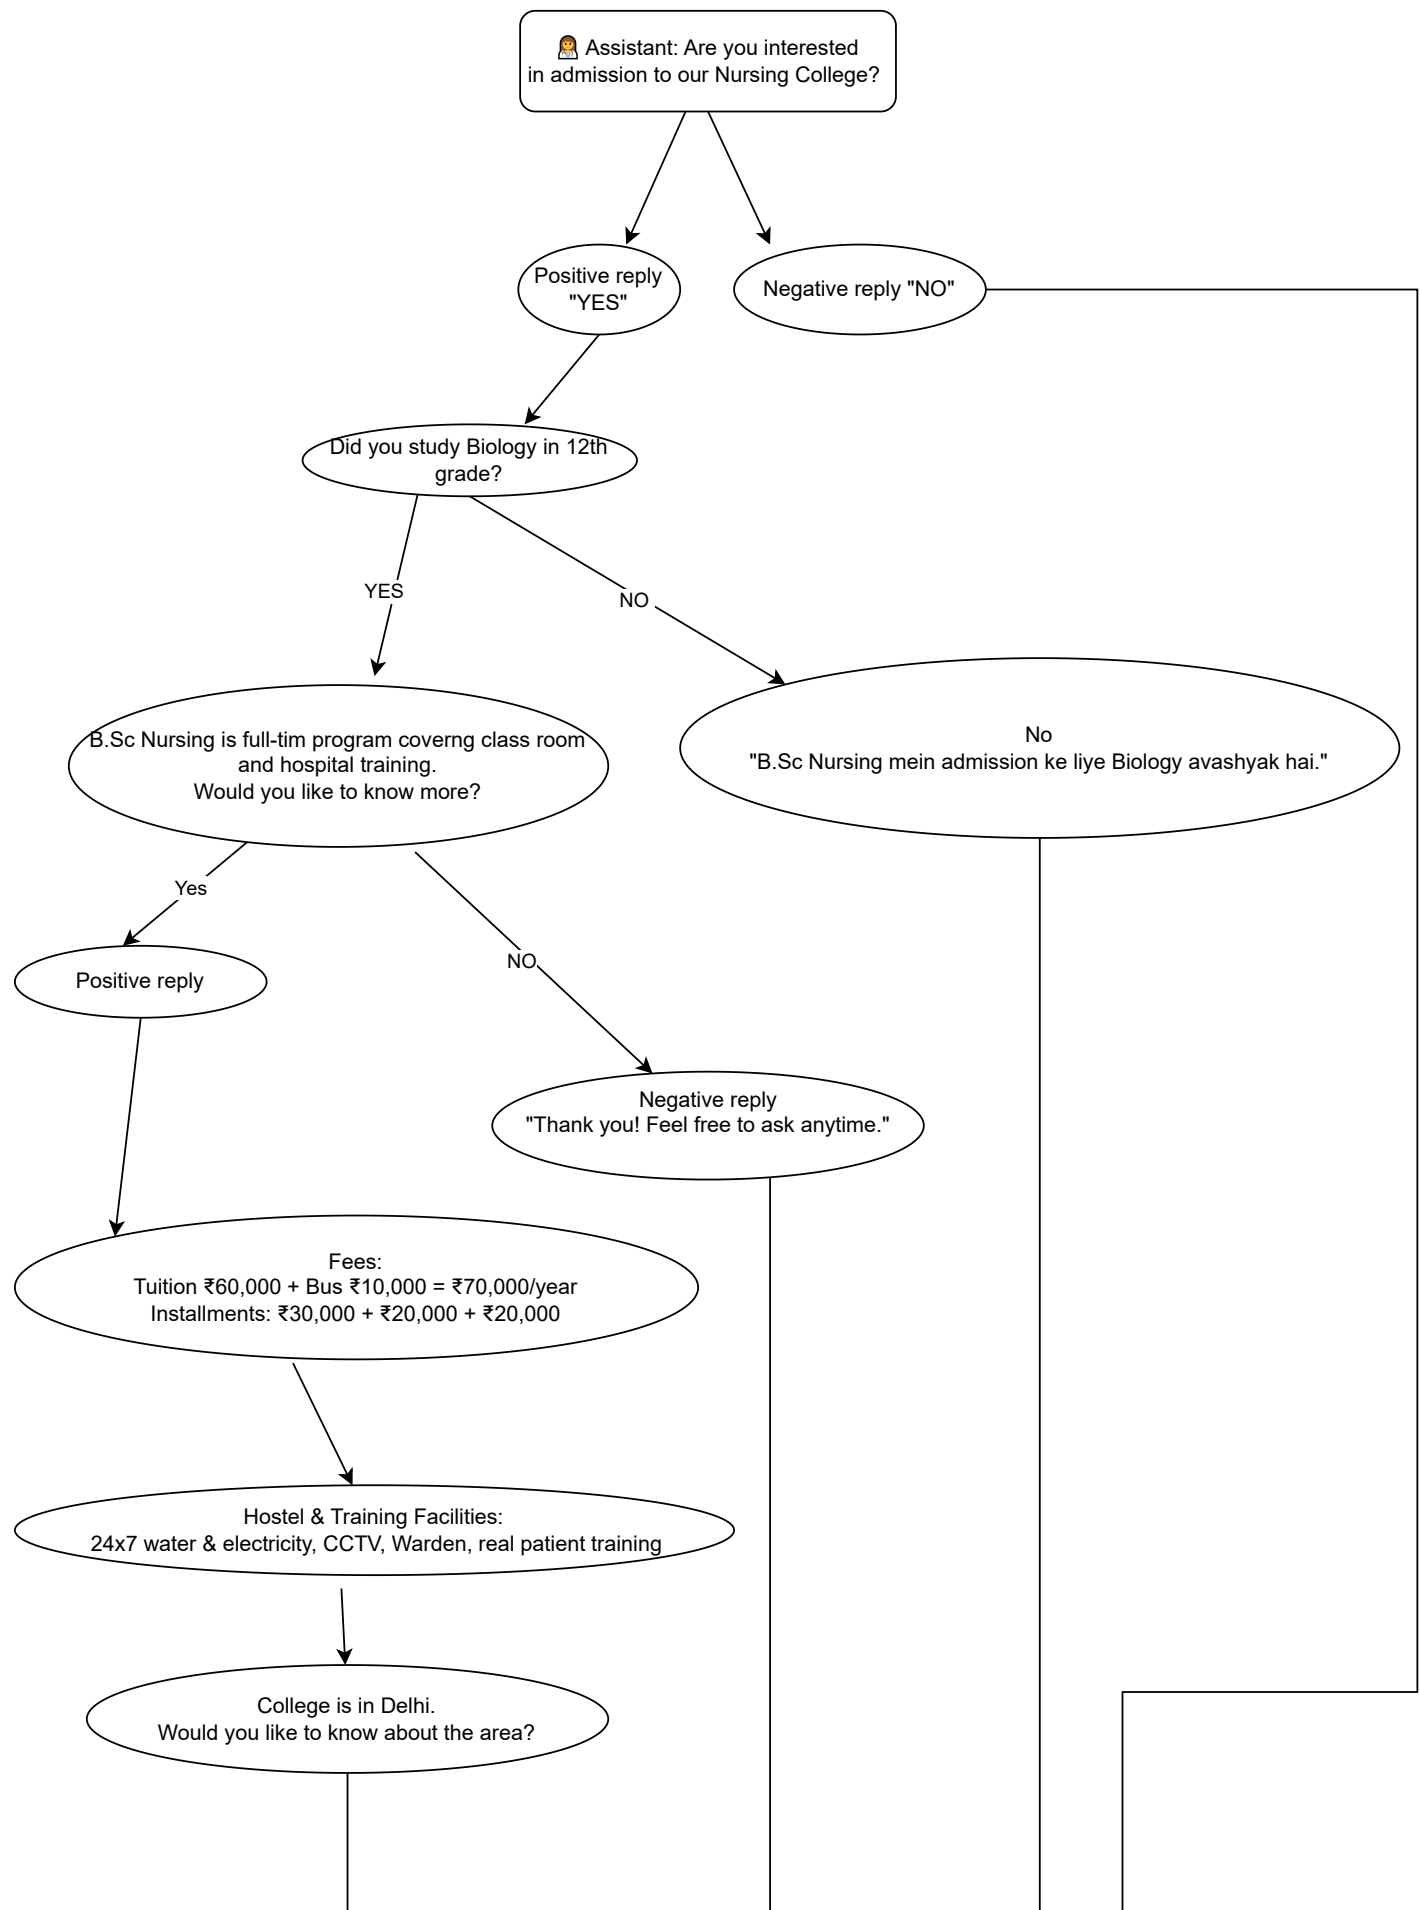 👩‍⚕️ Assistant: Are you interested
in admission to our Nursing College?
Positive reply
"YES"
Negative reply "NO"
Did you study Biology in 12th
grade?
YES
NO
B.Sc Nursing is full-tim program coverng class room
and hospital training.
Would you like to know more?
No
"B.Sc Nursing mein admission ke liye Biology avashyak hai."
Yes
NO
Positive reply
Negative reply
"Thank you! Feel free to ask anytime."
Fees:
Tuition ₹60,000 + Bus ₹10,000 = ₹70,000/year
Installments: ₹30,000 + ₹20,000 + ₹20,000
Hostel & Training Facilities:
24x7 water & electricity, CCTV, Warden, real patient training
College is in Delhi.
Would you like to know about the area?